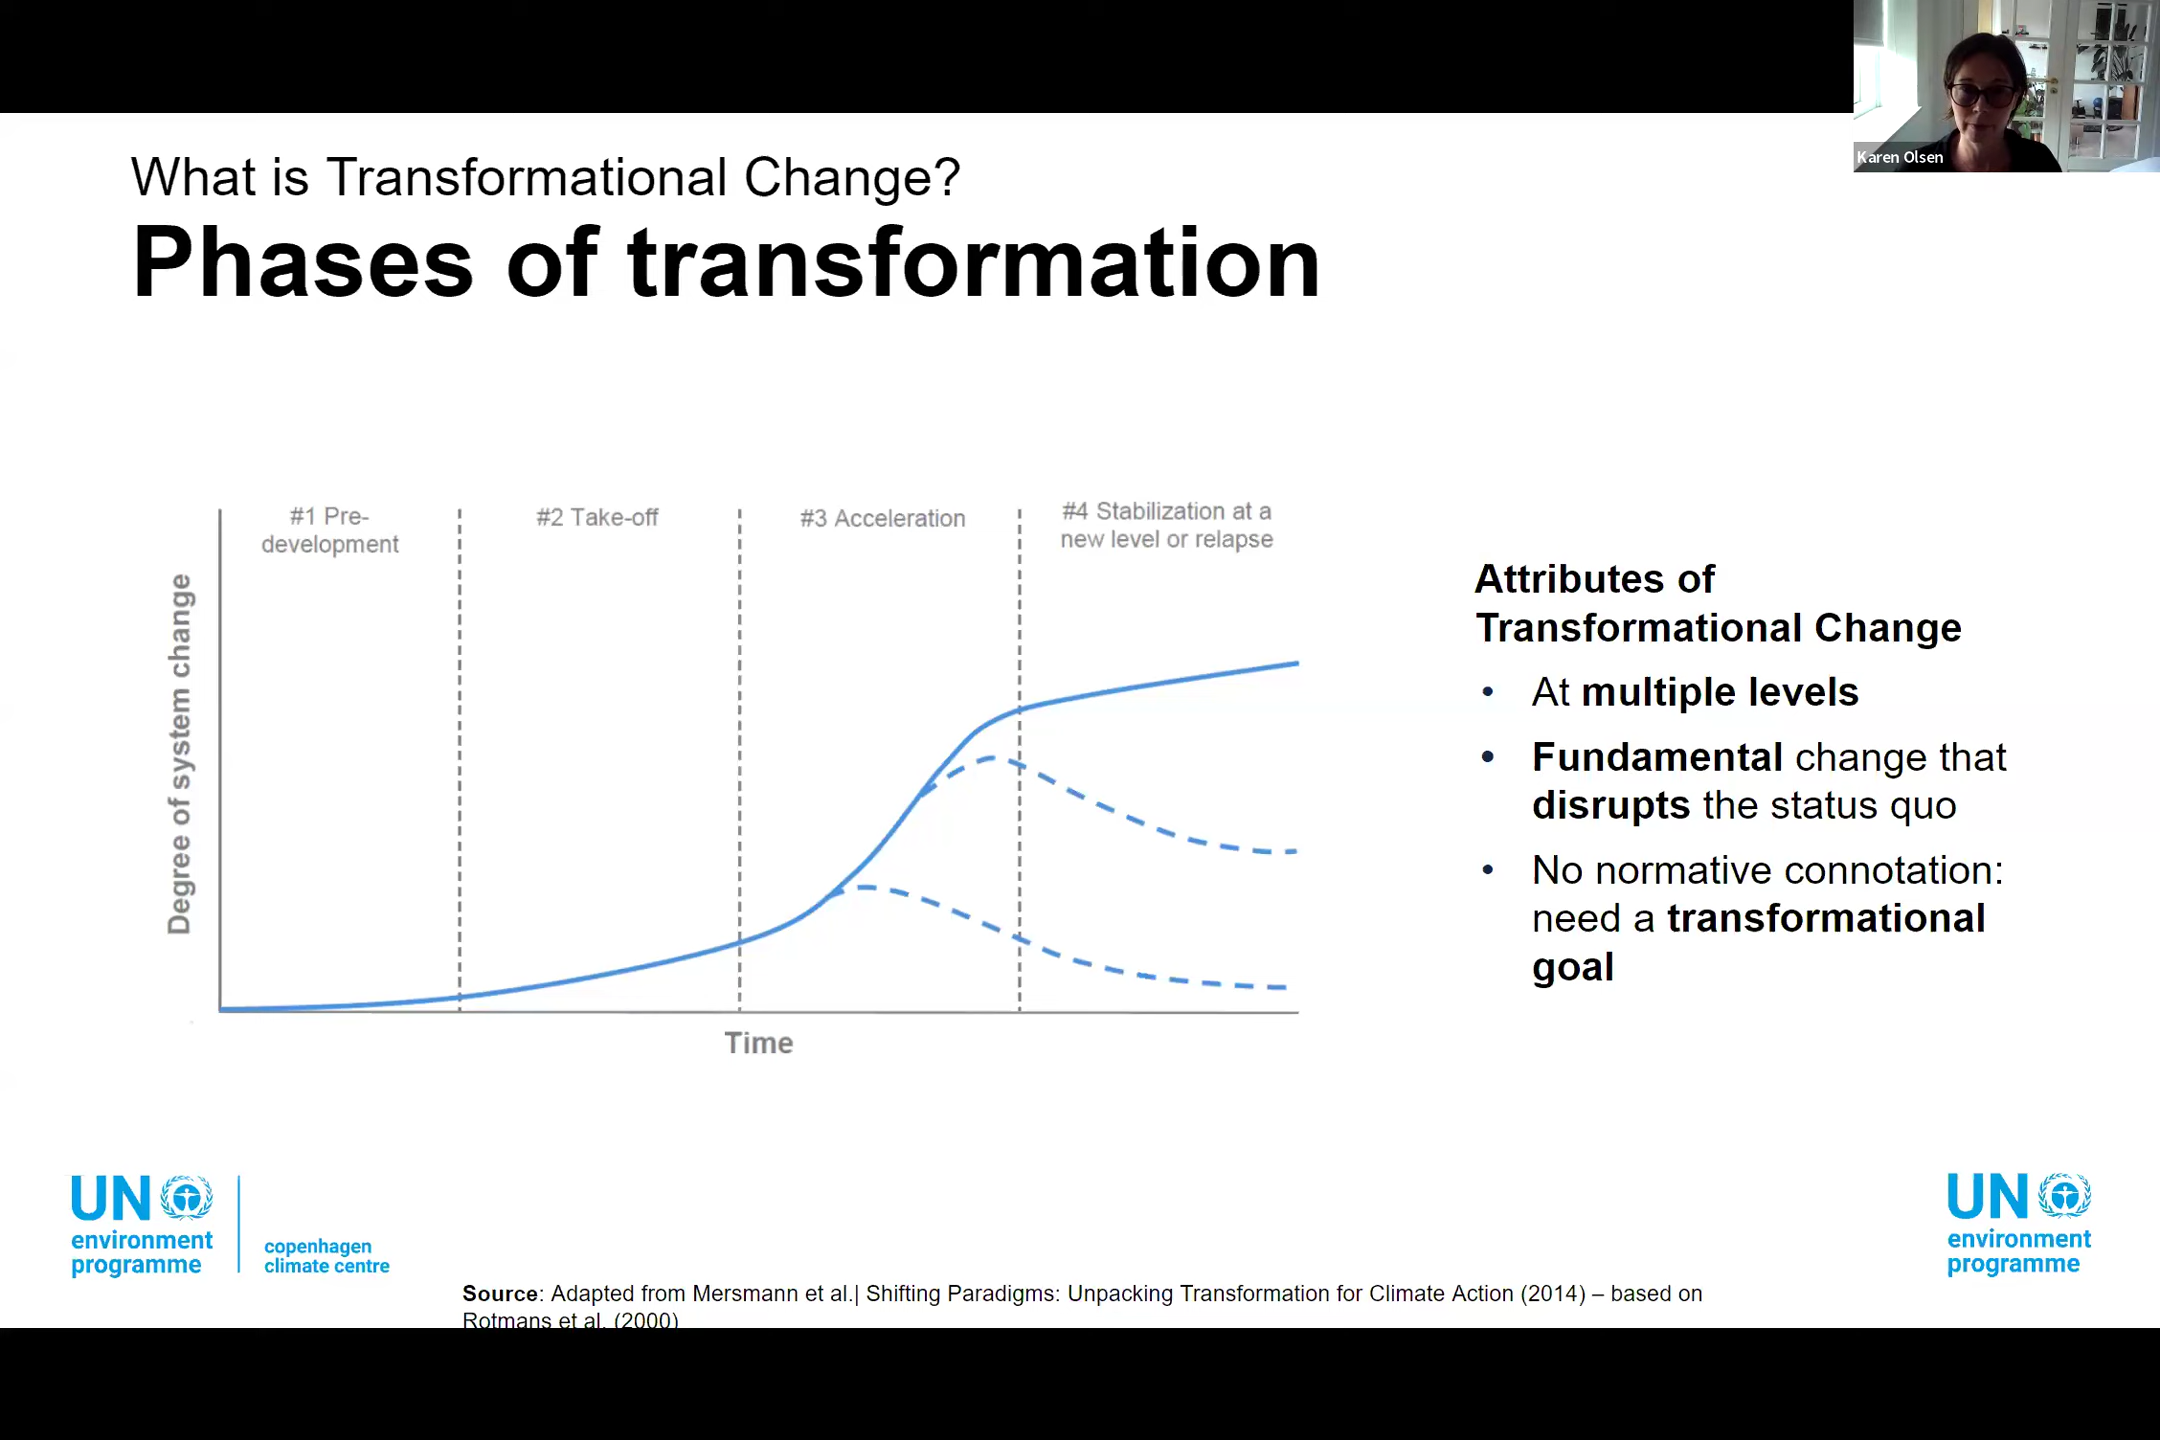 Karen Olsen
What is Transformational Change?
Phases of transformation
#1 Pre-
development
#2 Take-off
#3 Acceleration
#4 Stabilization at a
new level or relapse
Degree of system change
Time
Attributes of
Transformational Change
• At multiple levels
• Fundamental change that
disrupts the status quo
• No normative connotation:
need a transformational
goal
UN
environment
programme
copenhagen
climate centre
Source: Adapted from Mersmann et al.| Shifting Paradigms: Unpacking Transformation for Climate Action (2014) – based on
Rotmans et al. (2000)
UN
environment
programme